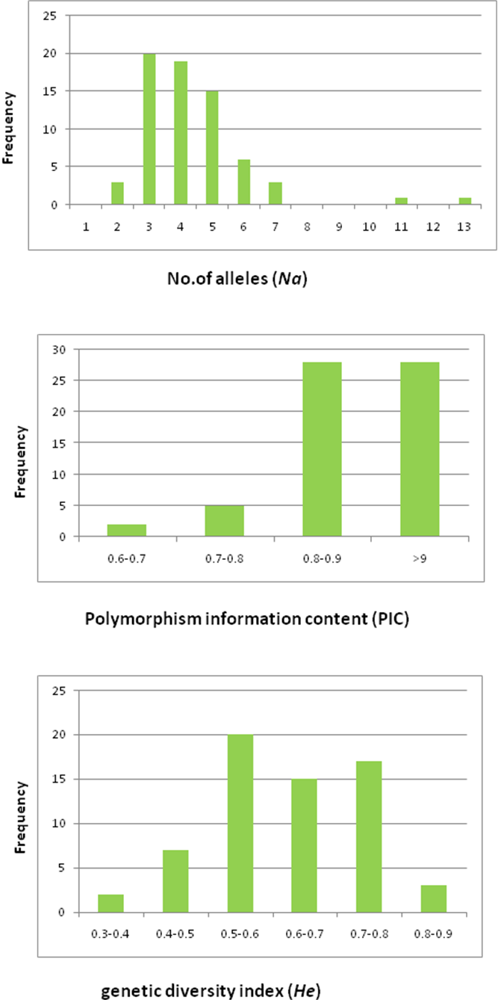 25
20
15
10
5
0
Frequency
1 2 3 4 5 6 7 8 9 10 11 12 13
No.of alleles (Na)
30
25
20
15
10
5
0
Frequency
0.6-0.7 0.7-0.8 0.8-0.9 >9
Polymorphism information content (PIC)
25
20
15
10
5
0
Frequency
0.3-0.4 0.4-0.5 0.5-0.6 0.6-0.7 0.7-0.8 0.8-0.9
genetic diversity index (He)